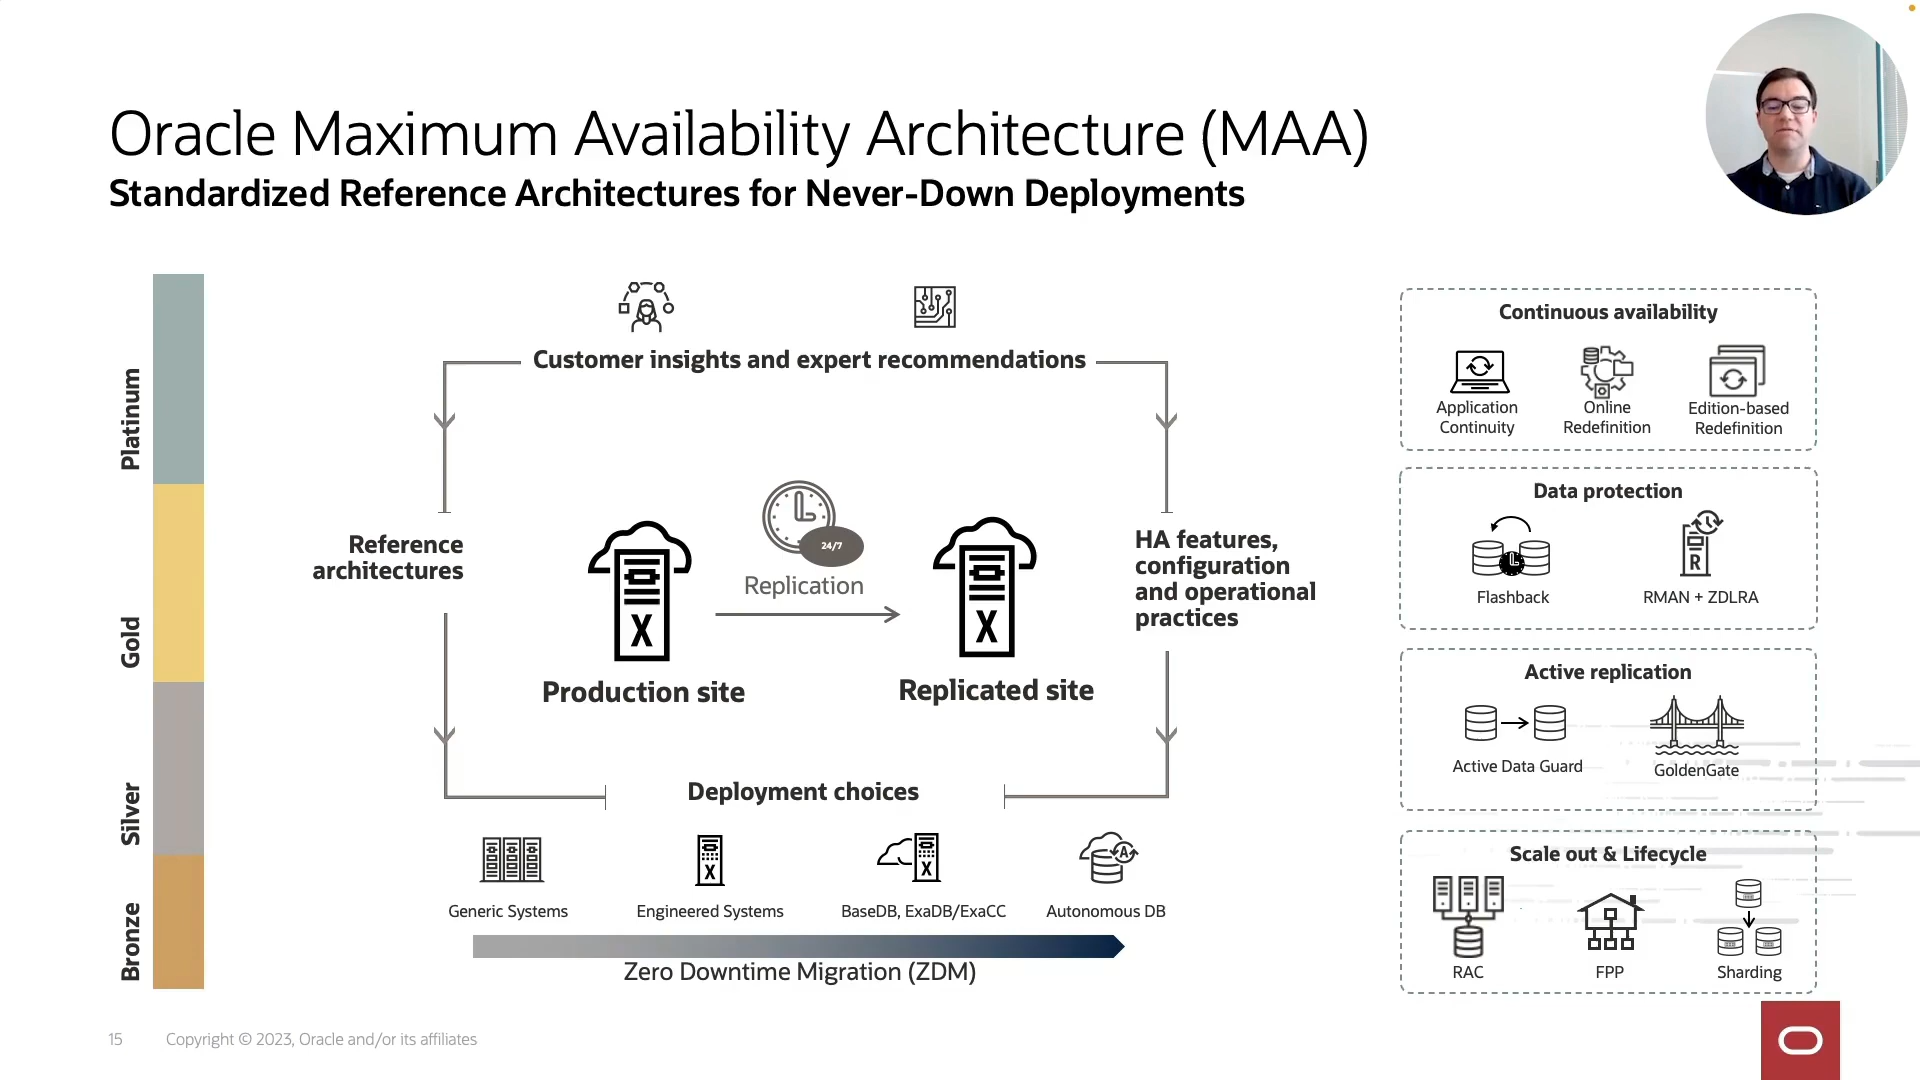 Oracle Maximum Availability Architecture (MAA)
Standardized Reference Architectures for Never-Down Deployments
Platinum
Gold
Silver
Bronze
Customer insights and expert recommendations
Reference
architectures
24/7
Replication
Production site
Replicated site
HA features,
configuration
and operational
practices
Deployment choices
Generic Systems
X
Engineered Systems
X
BaseDB, ExaDB/ExaCC
A
Autonomous DB
X
X
Zero Downtime Migration (ZDM)
Continuous availability
Application
Continuity
Online
Redefinition
Edition-based
Redefinition
Data protection
Flashback
R
RMAN + ZDLRA
Active replication
Active Data Guard
GoldenGate
Scale out & Lifecycle
RAC
FPP
Sharding
15
Copyright © 2023, Oracle and/or its affiliates